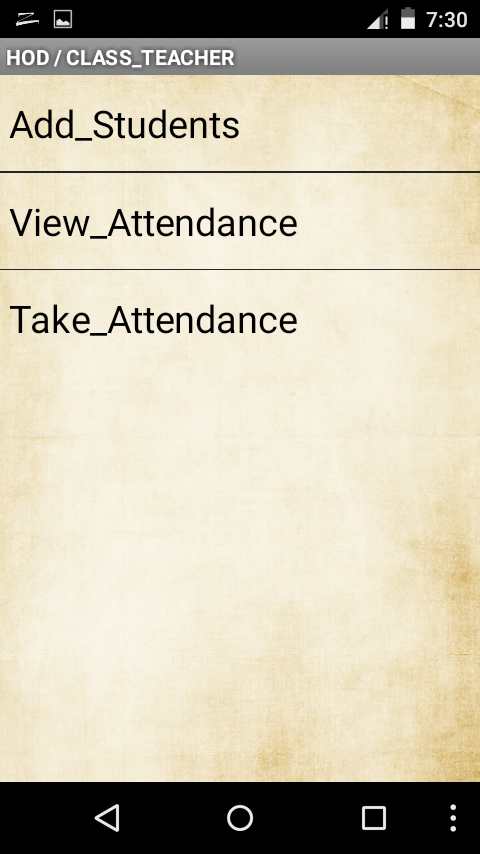 7:30
HOD / CLASS_TEACHER
Add_Students
View_Attendance
Take_Attendance